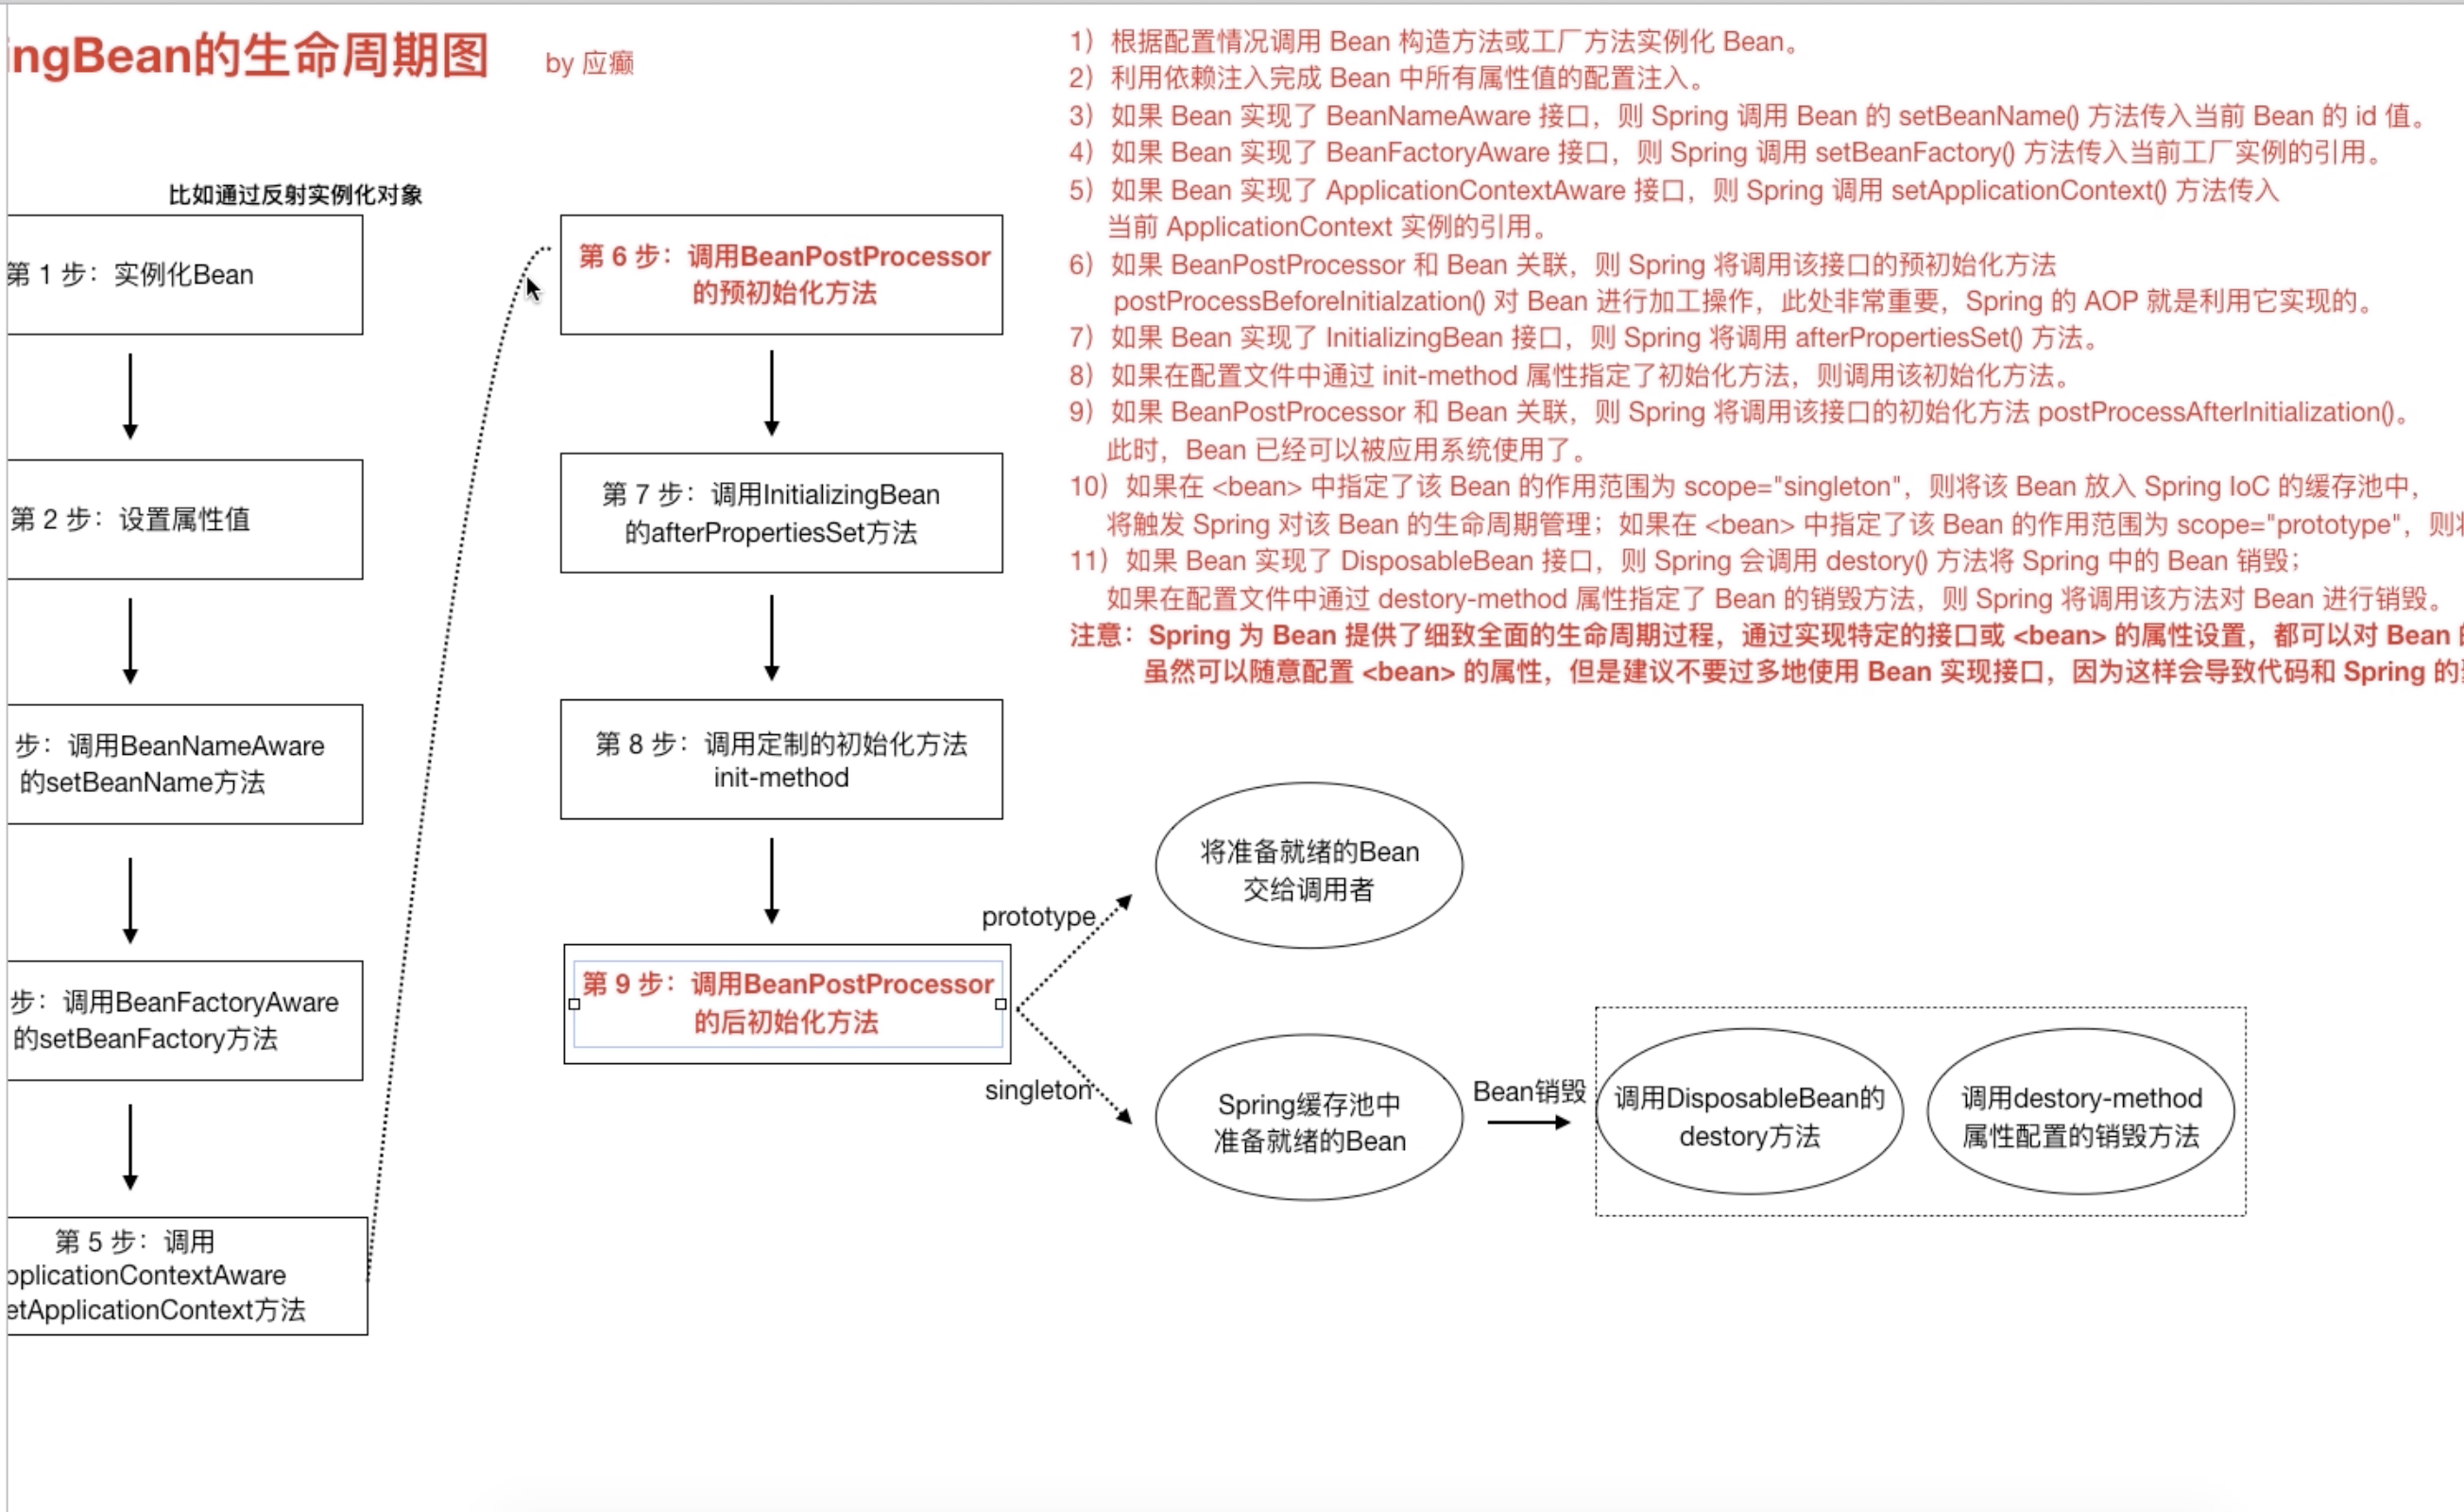 ingBean的生命周期图
by 应癫
比如通过反射实例化对象
第 1 步：实例化Bean
第 2 步：设置属性值
步：调用BeanNameAware
的setBeanName方法
步：调用BeanFactoryAware
的setBeanFactory方法
第 5 步：调用
pplicationContextAware
etApplicationContext方法
第 6 步：调用BeanPostProcessor
的预初始化方法
第 7 步：调用InitializingBean
的afterPropertiesSet方法
第 8 步：调用定制的初始化方法
init-method
第 9 步：调用BeanPostProcessor
的后初始化方法
prototype
singleton
将准备就绪的Bean
交给调用者
Spring缓存池中
准备就绪的Bean
Bean销毁
调用DisposableBean的
destory方法
调用destory-method
属性配置的销毁方法
1）根据配置情况调用 Bean 构造方法或工厂方法实例化 Bean。
2）利用依赖注入完成 Bean 中所有属性值的配置注入。
3）如果 Bean 实现了 BeanNameAware 接口，则 Spring 调用 Bean 的 setBeanName() 方法传入当前 Bean 的 id 值。
4）如果 Bean 实现了 BeanFactoryAware 接口，则 Spring 调用 setBeanFactory() 方法传入当前工厂实例的引用。
5）如果 Bean 实现了 ApplicationContextAware 接口，则 Spring 调用 setApplicationContext() 方法传入
当前 ApplicationContext 实例的引用。
6）如果 BeanPostProcessor 和 Bean 关联，则 Spring 将调用该接口的预初始化方法
postProcessBeforeInitialzation() 对 Bean 进行加工操作，此处非常重要，Spring 的 AOP 就是利用它实现的。
7）如果 Bean 实现了 InitializingBean 接口，则 Spring 将调用 afterPropertiesSet() 方法。
8）如果在配置文件中通过 init-method 属性指定了初始化方法，则调用该初始化方法。
9）如果 BeanPostProcessor 和 Bean 关联，则 Spring 将调用该接口的初始化方法 postProcessAfterInitialization()。
此时，Bean 已经可以被应用系统使用了。
10）如果在 <bean> 中指定了该 Bean 的作用范围为 scope="singleton"，则将该 Bean 放入 Spring IoC 的缓存池中，
将触发 Spring 对该 Bean 的生命周期管理；如果在 <bean> 中指定了该 Bean 的作用范围为 scope="prototype"，则
11）如果 Bean 实现了 DisposableBean 接口，则 Spring 会调用 destory() 方法将 Spring 中的 Bean 销毁；
如果在配置文件中通过 destory-method 属性指定了 Bean 的销毁方法，则 Spring 将调用该方法对 Bean 进行销毁。
注意：Spring 为 Bean 提供了细致全面的生命周期过程，通过实现特定的接口或 <bean> 的属性设置，都可以对 Bean
虽然可以随意配置 <bean> 的属性，但是建议不要过多地使用 Bean 实现接口，因为这样会导致代码和 Spring 的